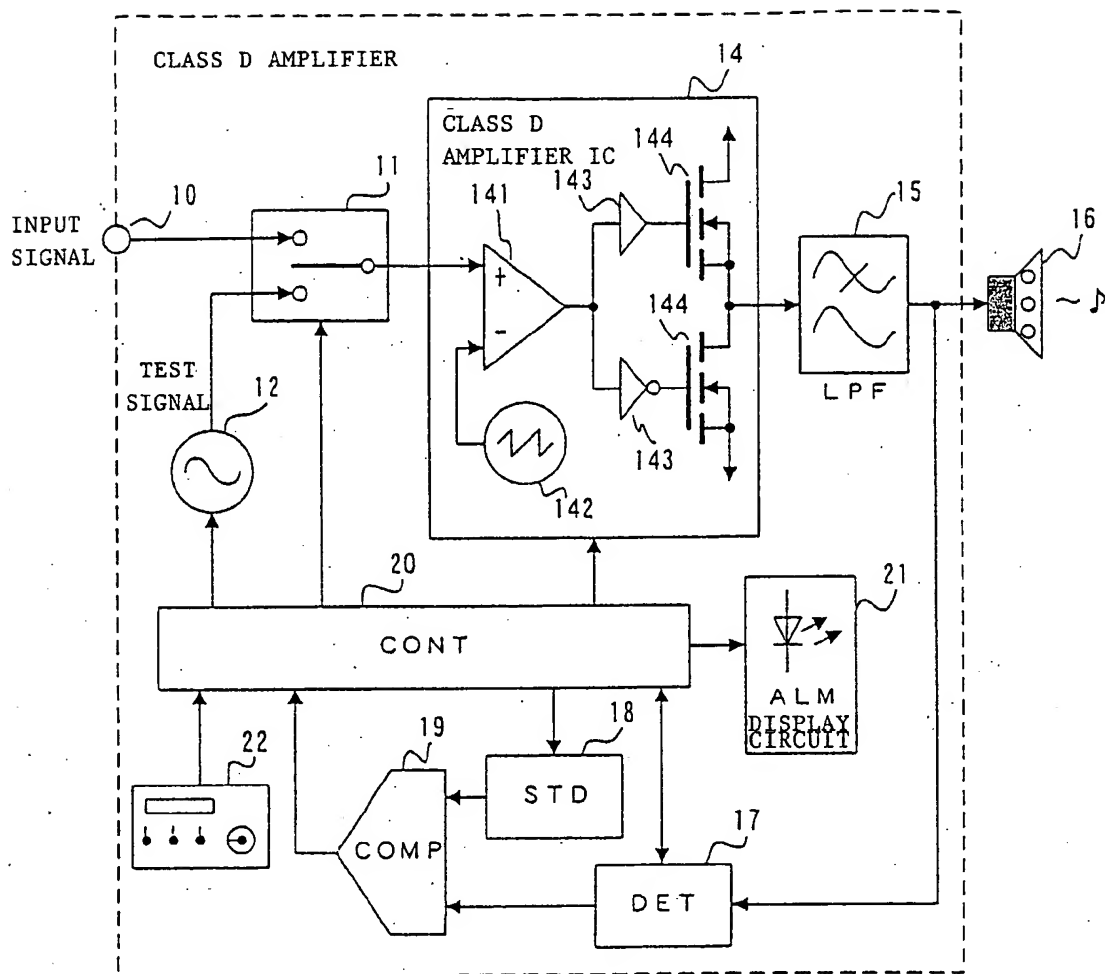 CLASS D AMPLIFIER
14
CLASS D
AMPLIFIER IC
144
10
11
141
143
15
16
INPUT
SIGNAL
+
−
144
♪
TEST
SIGNAL
12
LPF
143
142
20
21
CONT
ALM
DISPLAY
CIRCUIT
22
19
18
STD
COMP
17
DET